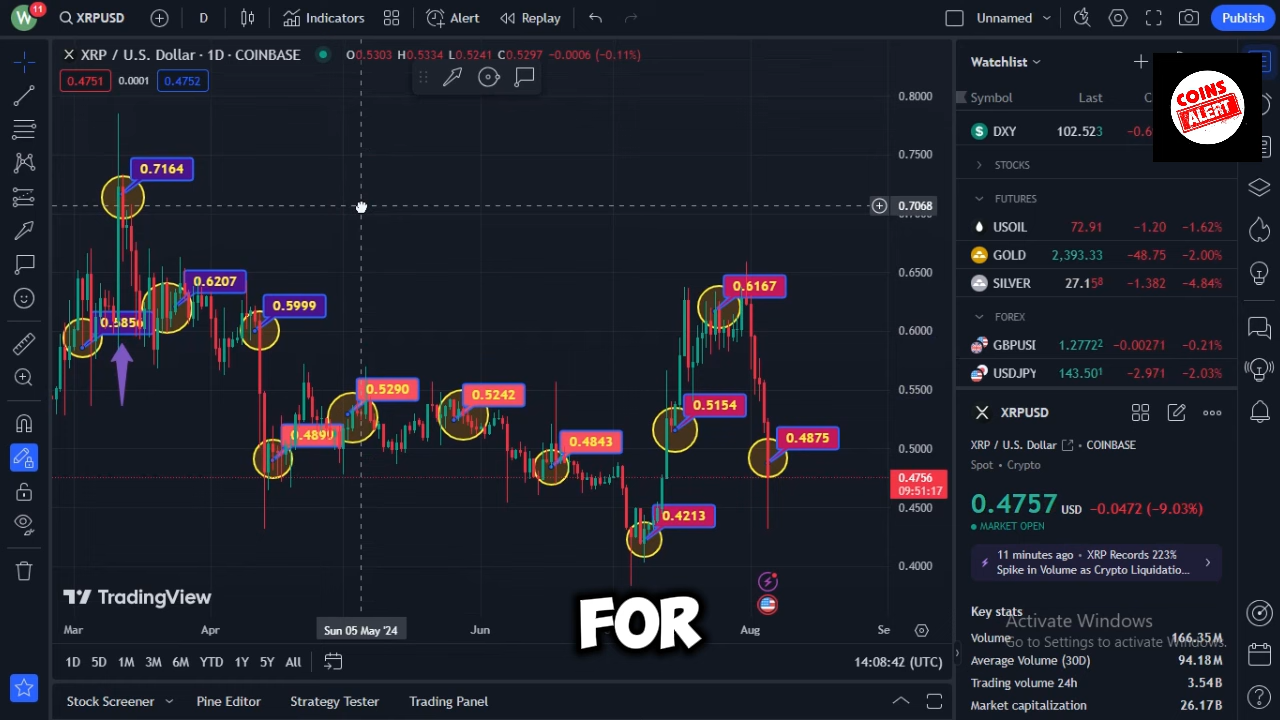 W 11 XRPUSD D Indicators Alert Replay Unnamed Publish
XRP / U.S. Dollar · 1D · COINBASE O0.5303 H0.5334 L0.5241 C0.5297 −0.0006 (−0.11%)
0.4751 0.0001 0.4752
0.8000
0.7500
0.7068
0.6500
0.6000
0.5500
0.5000
0.4756
09:51:17
0.4500
0.4000
0.7164
0.5856
0.6207
0.5999
0.4890
0.5290
0.5242
0.4843
0.4213
0.5154
0.6167
0.4875
TradingView
FOR
Mar Apr Sun 05 May '24 Jun Aug Se
1D 5D 1M 3M 6M YTD 1Y 5Y All 14:08:42 (UTC)
Stock Screener Pine Editor Strategy Tester Trading Panel
Watchlist
COINS
ALERT
Symbol Last C
DXY 102.523 −0.6
STOCKS
FUTURES
USOIL 72.91 −1.20 −1.62%
GOLD 2,393.33 −48.75 −2.00%
SILVER 27.158 −1.382 −4.84%
FOREX
GBPUSI 1.27722 −0.00271 −0.21%
USDJPY 143.501 −2.971 −2.03%
XRPUSD
XRP / U.S. Dollar COINBASE
Spot • Crypto
0.4757 USD −0.0472 (−9.03%)
MARKET OPEN
11 minutes ago • XRP Records 223%
Spike in Volume as Crypto Liquidatio...
Key stats
Activate Windows
Go to Settings to activate Windows.
Volume 166.35M
Average Volume (30D) 94.18M
Trading volume 24h 3.54B
Market capitalization 26.17B